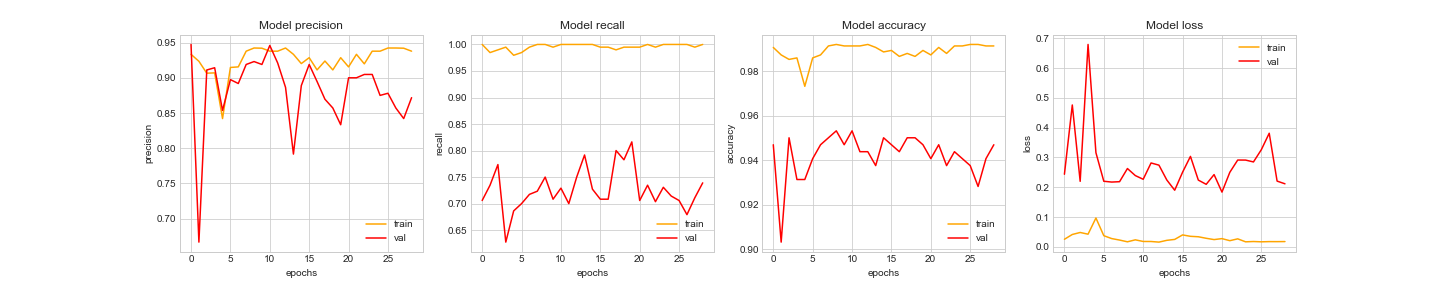 Model precision
precision
0.95
0.90
0.85
0.80
0.75
0.70
0
5
10
15
20
25
epochs
train
val
Model recall
recall
1.00
0.95
0.90
0.85
0.80
0.75
0.70
0.65
0
5
10
15
20
25
epochs
train
val
Model accuracy
accuracy
0.98
0.96
0.94
0.92
0.90
0
5
10
15
20
25
epochs
train
val
Model loss
loss
0.7
0.6
0.5
0.4
0.3
0.2
0.1
0.0
0
5
10
15
20
25
epochs
train
val